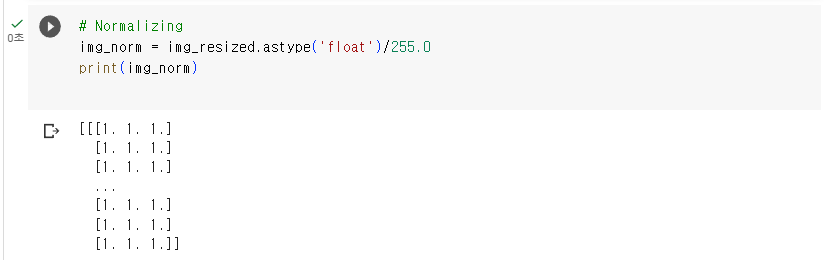 # Normalizing
0초
img_norm = img_resized.astype('float')/255.0
print(img_norm)
[[[1. 1. 1.]
[1. 1. 1.]
[1. 1. 1.]
...
[1. 1. 1.]
[1. 1. 1.]
[1. 1. 1.]]